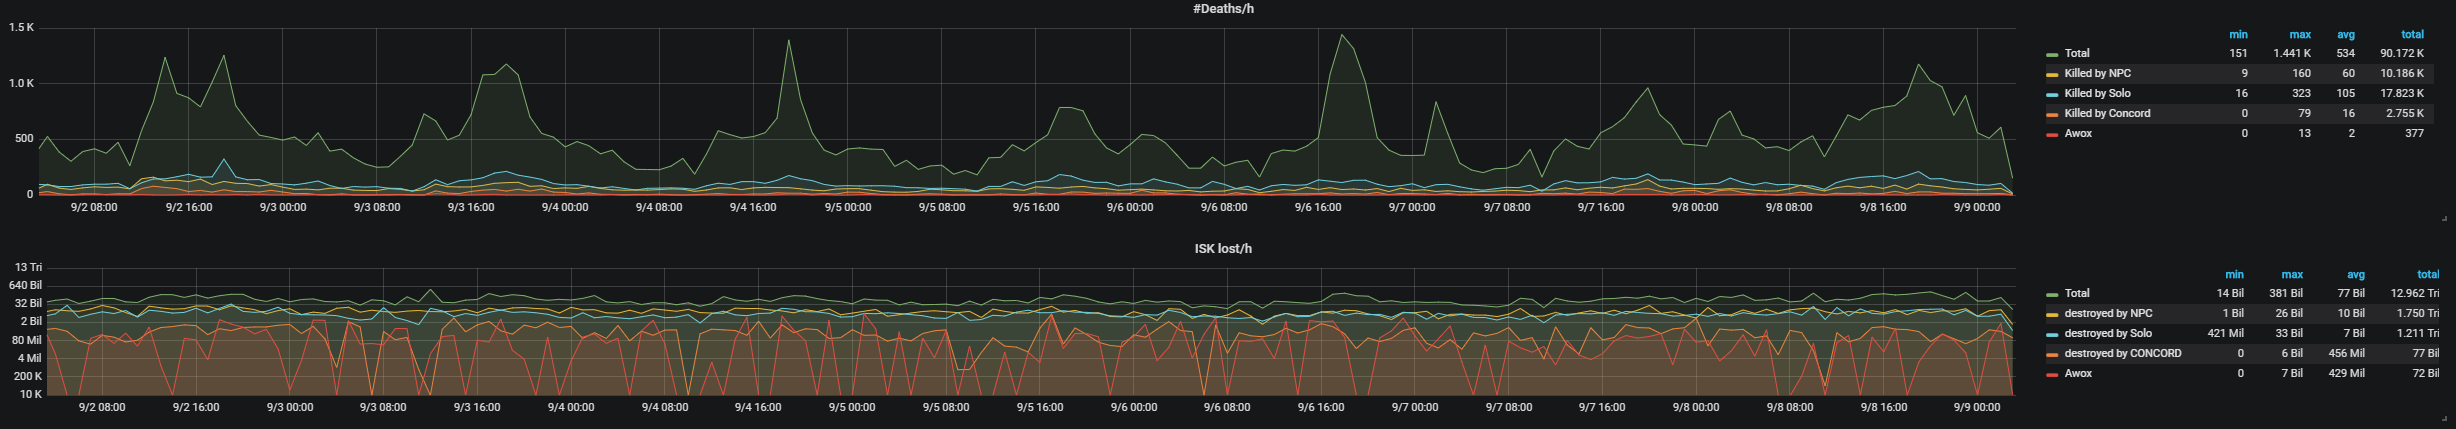 #Deaths/h
1.5 K
1.0 K
500
0
9/2 08:00 9/2 16:00 9/3 00:00 9/3 08:00 9/3 16:00 9/4 00:00 9/4 08:00 9/4 16:00 9/5 00:00 9/5 08:00 9/5 16:00 9/6 00:00 9/6 08:00 9/6 16:00 9/7 00:00 9/7 08:00 9/7 16:00 9/8 00:00 9/8 08:00 9/8 16:00 9/9 00:00
min max avg total
Total 151 1.441 K 534 90.172 K
Killed by NPC 9 160 60 10.186 K
Killed by Solo 16 323 105 17.823 K
Killed by Concord 0 79 16 2.755 K
Awox 0 13 2 377
ISK lost/h
13 Tri
640 Bil
32 Bil
2 Bil
80 Mil
4 Mil
200 K
10 K
9/2 08:00 9/2 16:00 9/3 00:00 9/3 08:00 9/3 16:00 9/4 00:00 9/4 08:00 9/4 16:00 9/5 00:00 9/5 08:00 9/5 16:00 9/6 00:00 9/6 08:00 9/6 16:00 9/7 00:00 9/7 08:00 9/7 16:00 9/8 00:00 9/8 08:00 9/8 16:00 9/9 00:00
min max avg total
Total 14 Bil 381 Bil 77 Bil 12.962 Tri
destroyed by NPC 1 Bil 26 Bil 10 Bil 1.750 Tri
destroyed by Solo 421 Mil 33 Bil 7 Bil 1.211 Tri
destroyed by CONCORD 0 6 Bil 456 Mil 77 Bil
Awox 0 7 Bil 429 Mil 72 Bil